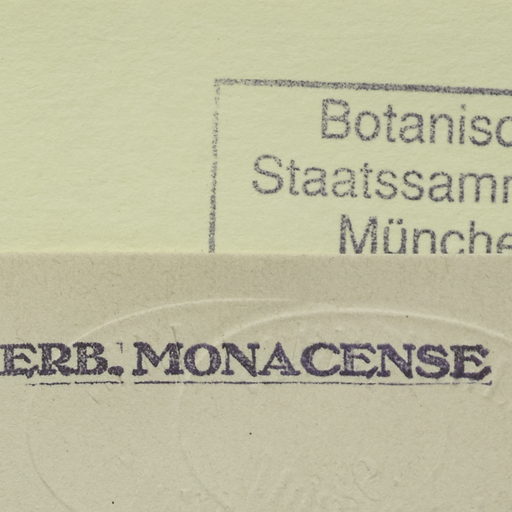 Botanisc
Staatssamm
Münche
ERB. MONACENSE